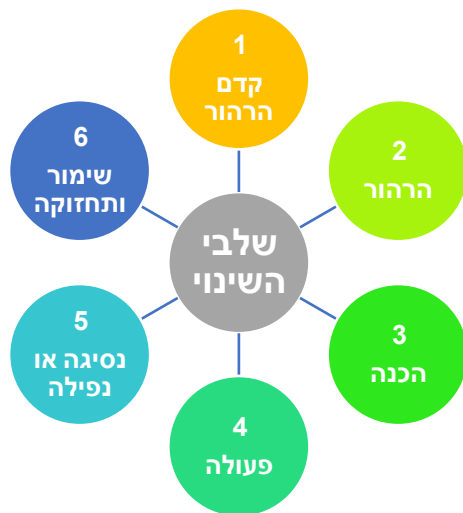 1
קדם
הרהור
2
הרהור
3
הכנה
4
פעולה
5
נסיגה או
נפילה
6
שימור
ותחזוקה
שלבי
השינוי